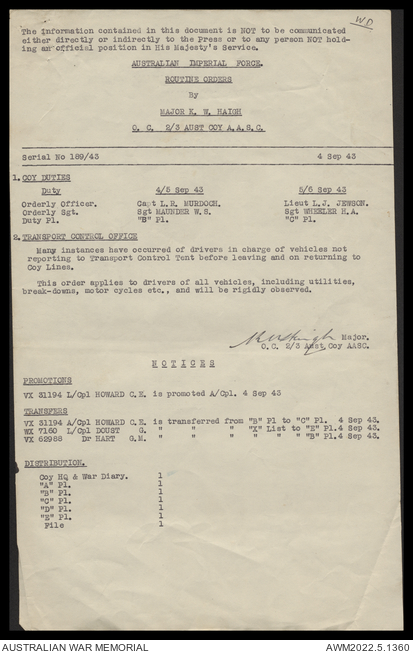 WD
The information contained in this document is NOT to be communicated
either directly or indirectly to the Press or to any person NOT hold-
ing an official position in His Majesty's Service.
AUSTRALIAN IMPERIAL FORCE.
ROUTINE ORDERS
By
MAJOR K. W. HAIGH
O. C. 2/3 AUST COY A.A.S.C.
Serial No 189/43 4 Sep 43
1. COY DUTIES
Duty 4/5 Sep 43 5/6 Sep 43
Orderly Officer. Capt L.R. MURDOCH. Lieut L.J. JEWSON.
Orderly Sgt. Sgt MAUNDER W.S. Sgt WHEELER H.A.
Duty Pl. "B" Pl. "C" Pl.
2. TRANSPORT CONTROL OFFICE
Many instances have occurred of drivers in charge of vehicles not
reporting to Transport Control Tent before leaving and on returning to
Coy Lines.
This order applies to drivers of all vehicles, including utilities,
break-downs, motor cycles etc., and will be rigidly observed.
KWHaigh Major.
O.C. 2/3 Aust Coy AASC.
NOTICES
PROMOTIONS
VX 31194 L/Cpl HOWARD C.E. is promoted A/Cpl. 4 Sep 43
TRANSFERS
VX 31194 A/Cpl HOWARD C.E. is transferred from "B" Pl to "C" Pl. 4 Sep 43.
WX 7160 L/Cpl DOUST G. " " " "X" List to "E" Pl. 4 Sep 43.
VX 62988 Dr HART G.M. " " " " " "B" Pl. 4 Sep 43.
DISTRIBUTION.
Coy HQ & War Diary. 1
"A" Pl. 1
"B" Pl. 1
"C" Pl. 1
"D" Pl. 1
"E" Pl. 1
File 1
AUSTRALIAN WAR MEMORIAL AWM2022.5.1360